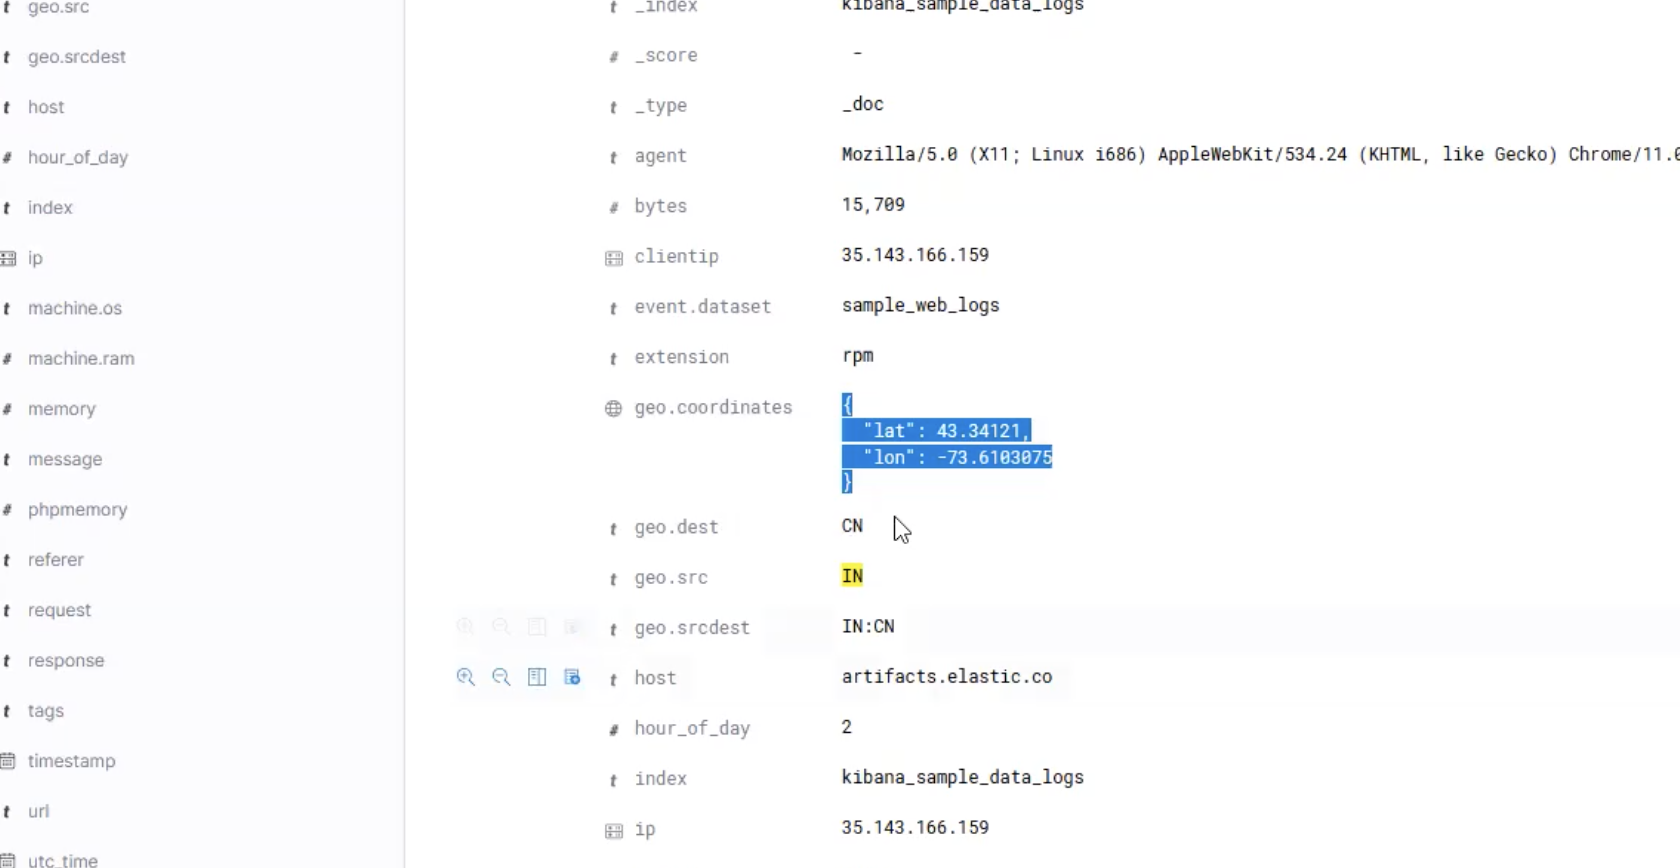 geo.src
geo.srcdest
host
hour_of_day
index
ip
machine.os
machine.ram
memory
message
phpmemory
referer
request
response
tags
timestamp
url
utc_time
t _index kibana_sample_data_logs
# _score -
t _type _doc
t agent Mozilla/5.0 (X11; Linux i686) AppleWebKit/534.24 (KHTML, like Gecko) Chrome/11.0
# bytes 15,709
clientip 35.143.166.159
t event.dataset sample_web_logs
t extension rpm
geo.coordinates {
"lat": 43.34121,
"lon": -73.6103075
}
t geo.dest CN
t geo.src IN
t geo.srcdest IN:CN
t host artifacts.elastic.co
# hour_of_day 2
t index kibana_sample_data_logs
ip 35.143.166.159